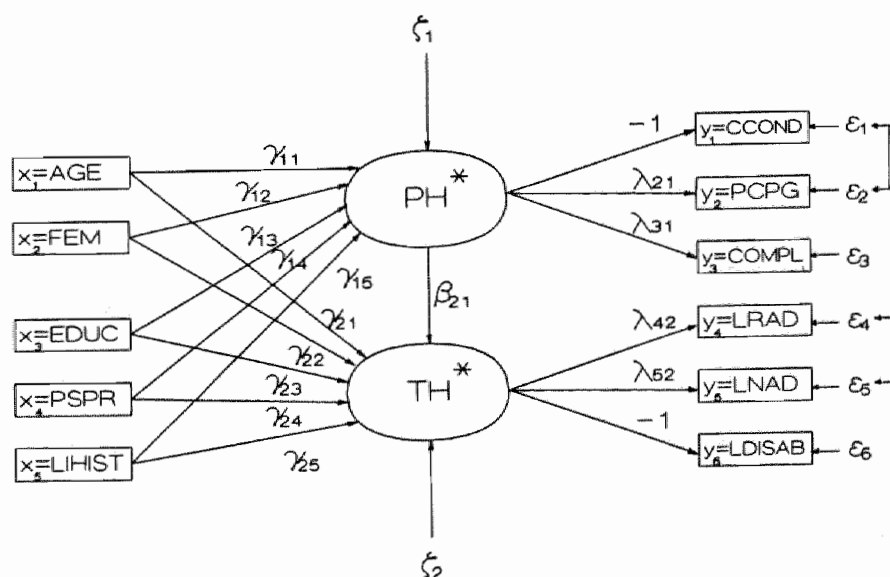 ζ₁
x₁=AGE
x₂=FEM
x₃=EDUC
x₄=PSPR
x₅=LIHIST
γ₁₁
γ₁₂
γ₁₃
γ₁₄
γ₁₅
γ₂₁
γ₂₂
γ₂₃
γ₂₄
γ₂₅
PH*
β₂₁
TH*
ζ₂
-1
λ₂₁
λ₃₁
λ₄₂
λ₅₂
-1
y₁=CCOND ε₁
y₂=PCPG ε₂
y₃=COMPL ε₃
y₄=LRAD ε₄
y₅=LNAD ε₅
y₆=LDISAB ε₆